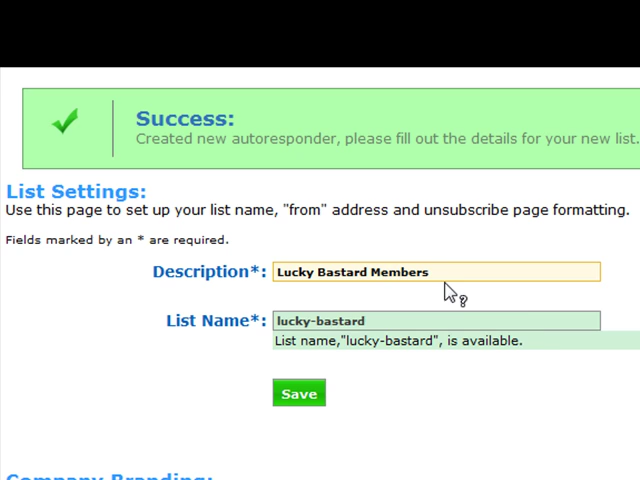 Success:
Created new autoresponder, please fill out the details for your new list.
List Settings:
Use this page to set up your list name, "from" address and unsubscribe page formatting.
Fields marked by an * are required.
Description*: Lucky Bastard Members
List Name*: lucky-bastard
List name,"lucky-bastard", is available.
Save
Company Branding: